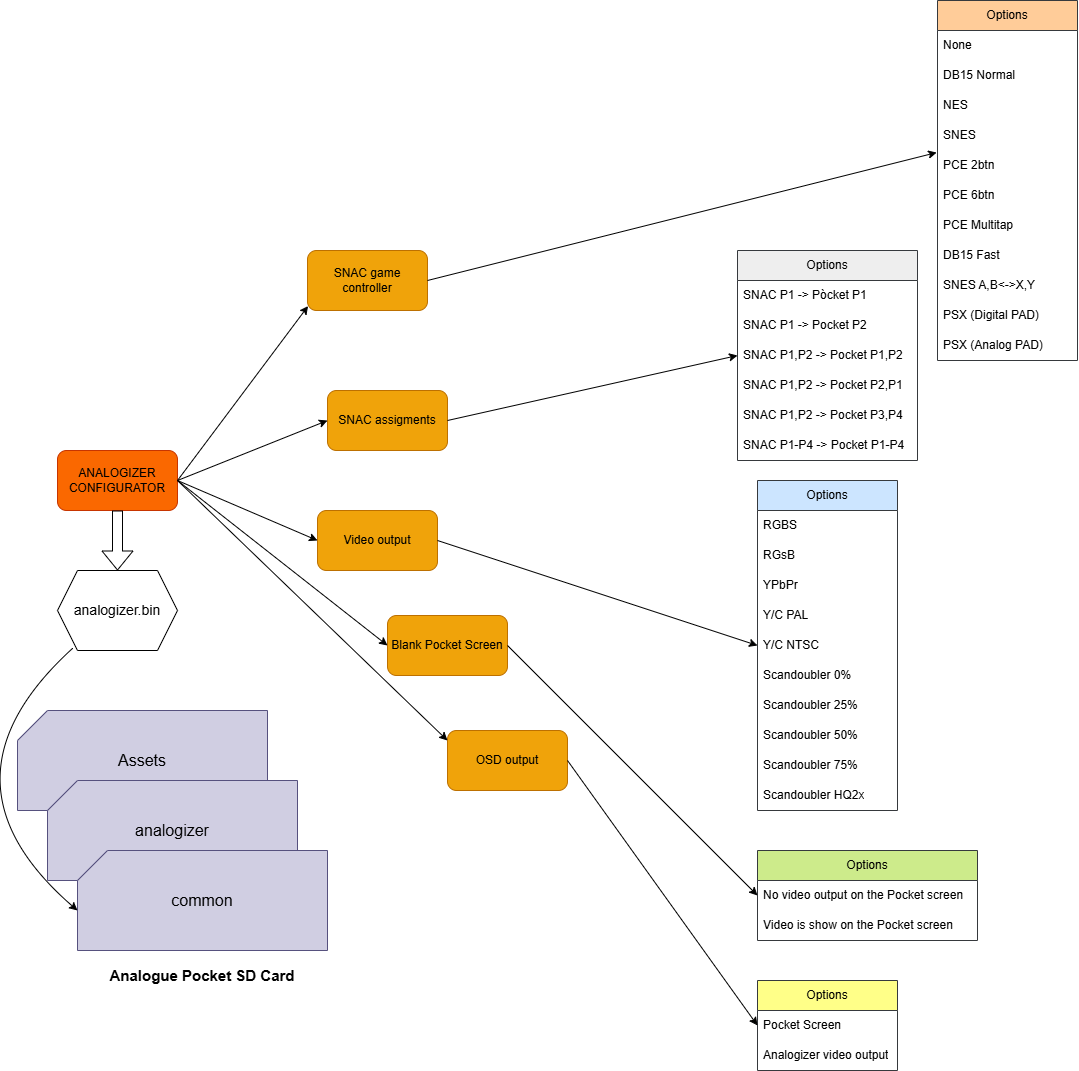 Options
None
DB15 Normal
NES
SNES
PCE 2btn
PCE 6btn
PCE Multitap
DB15 Fast
SNES A,B<->X,Y
PSX (Digital PAD)
PSX (Analog PAD)
SNAC game
controller
Options
SNAC P1 -> Pòcket P1
SNAC P1 -> Pocket P2
SNAC P1,P2 -> Pocket P1,P2
SNAC P1,P2 -> Pocket P2,P1
SNAC P1,P2 -> Pocket P3,P4
SNAC P1-P4 -> Pocket P1-P4
SNAC assigments
ANALOGIZER
CONFIGURATOR
Video output
Options
RGBS
RGsB
YPbPr
Y/C PAL
Y/C NTSC
Scandoubler 0%
Scandoubler 25%
Scandoubler 50%
Scandoubler 75%
Scandoubler HQ2x
analogizer.bin
Blank Pocket Screen
OSD output
Assets
analogizer
common
Analogue Pocket SD Card
Options
No video output on the Pocket screen
Video is show on the Pocket screen
Options
Pocket Screen
Analogizer video output